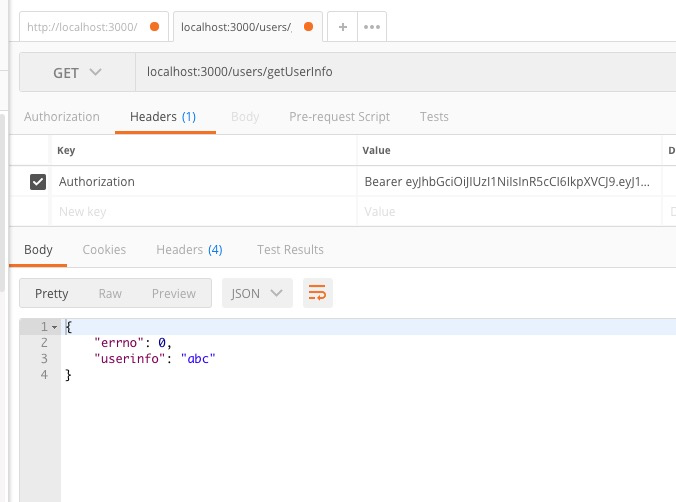 http://localhost:3000/
localhost:3000/users/
+
GET
localhost:3000/users/getUserInfo
Authorization Headers (1) Body Pre-request Script Tests
Key Value D
Authorization Bearer eyJhbGciOiJIUzI1NiIsInR5cCI6IkpXVCJ9.eyJ1...
New key Value D
Body Cookies Headers (4) Test Results
Pretty Raw Preview JSON
1 {
2 "errno": 0,
3 "userinfo": "abc"
4 }